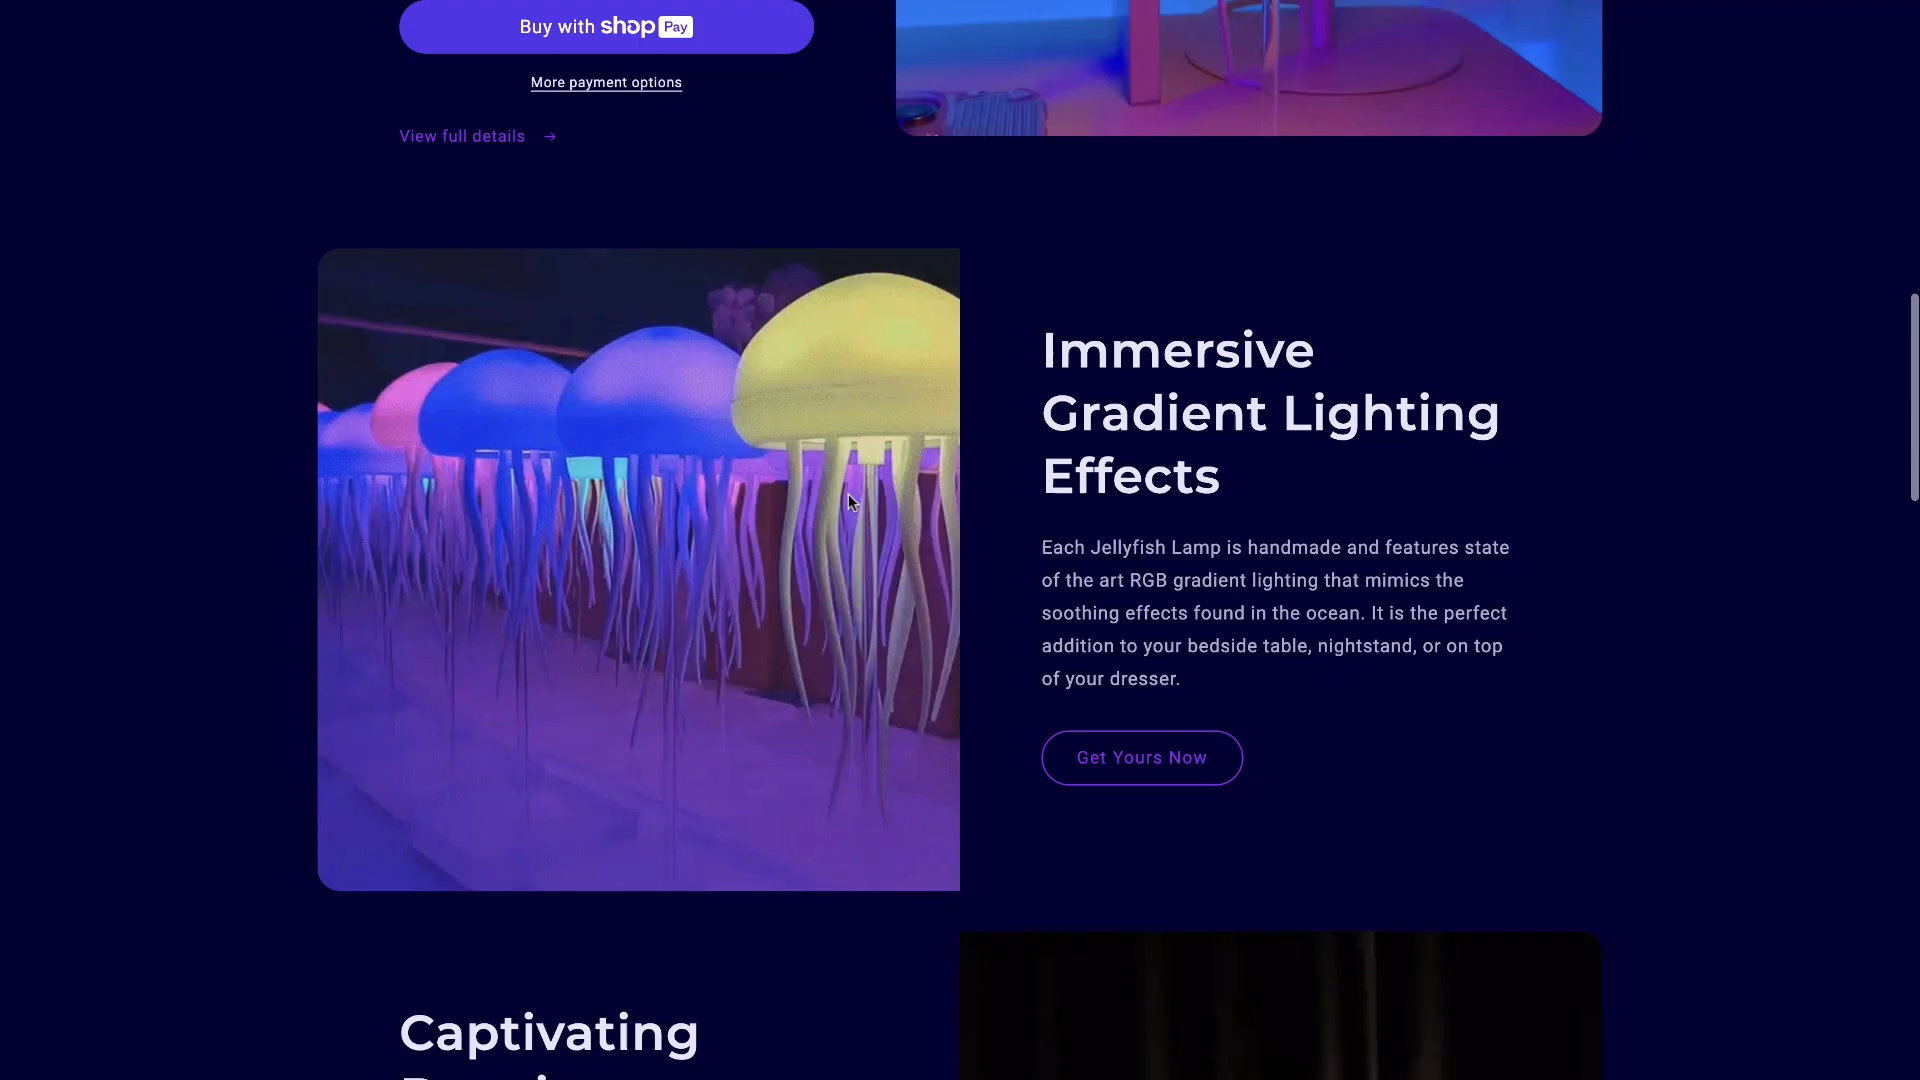 Buy with shop Pay
More payment options
View full details →
Immersive
Gradient Lighting
Effects
Each Jellyfish Lamp is handmade and features state
of the art RGB gradient lighting that mimics the
soothing effects found in the ocean. It is the perfect
addition to your bedside table, nightstand, or on top
of your dresser.
Get Yours Now
Captivating